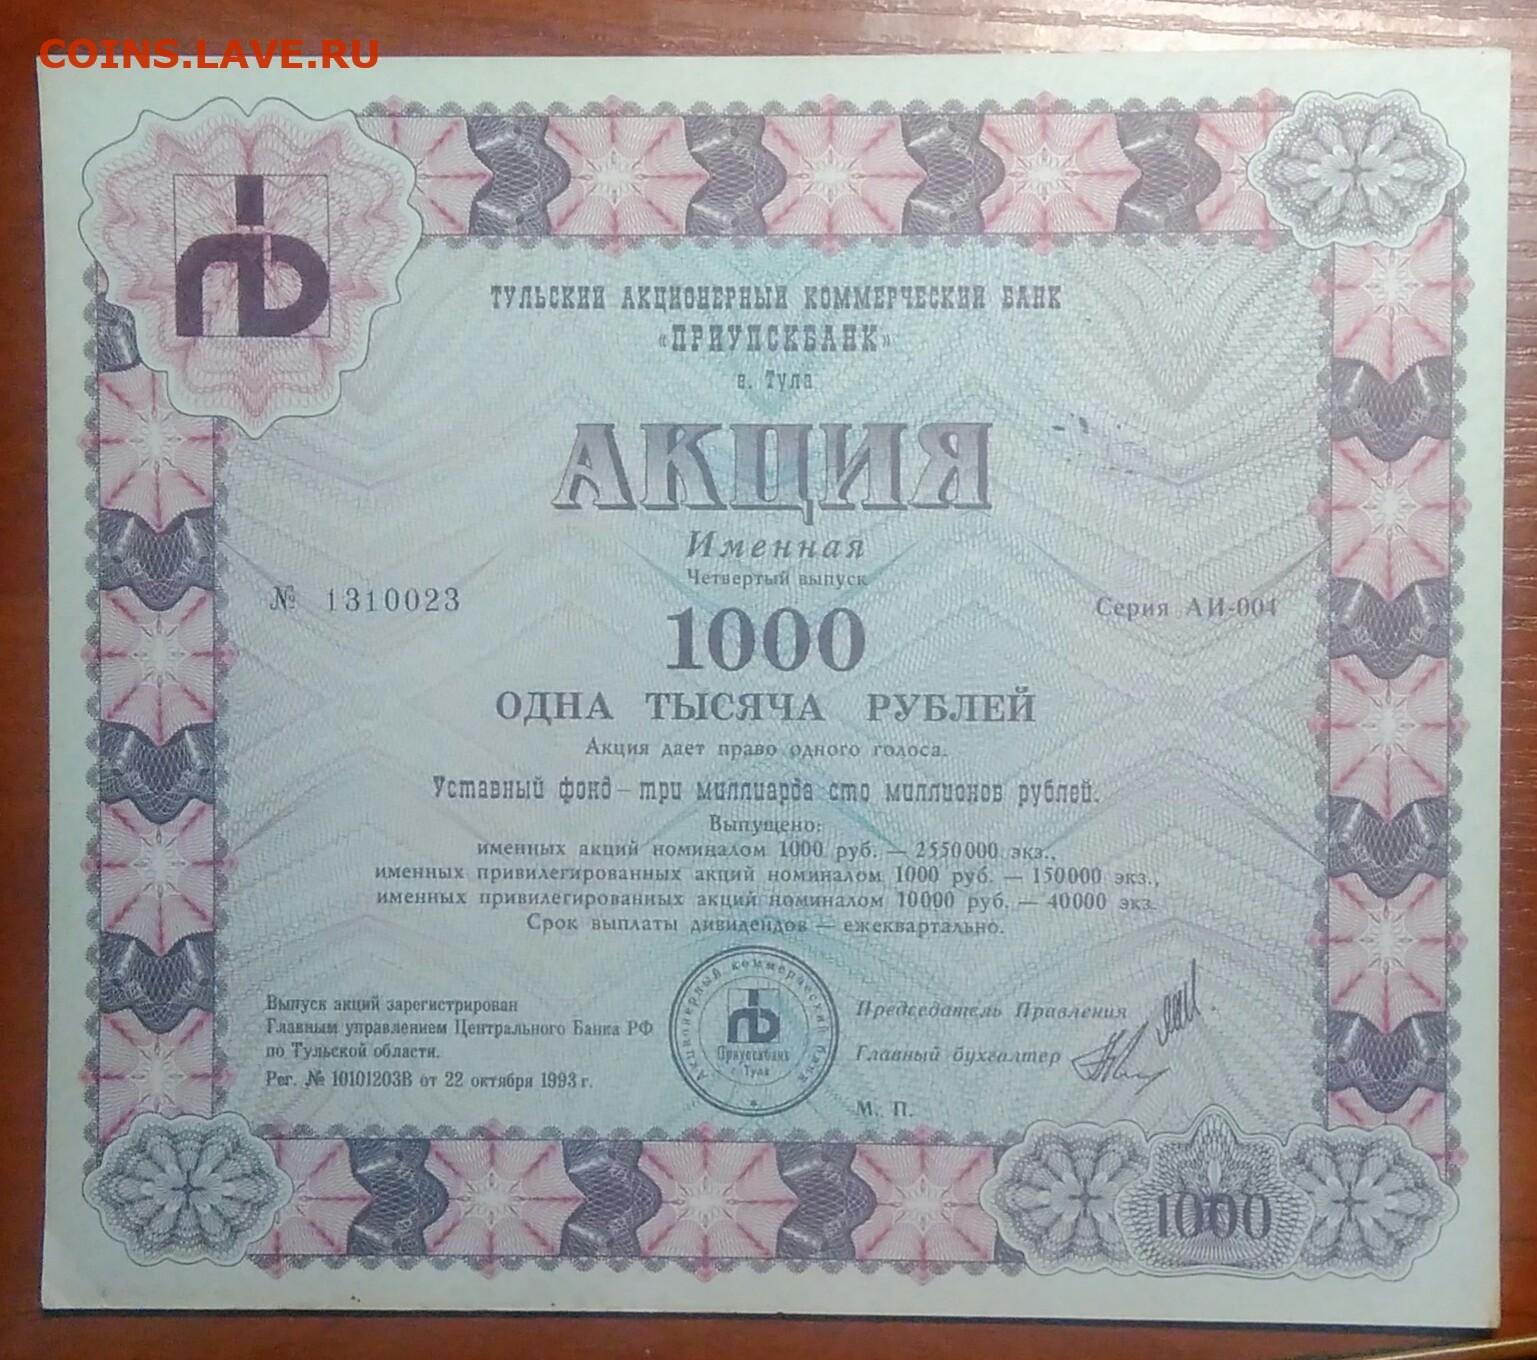 COINS.LAVE.RU
ТУЛЬСКИЙ АКЦИОНЕРНЫЙ КОММЕРЧЕСКИЙ БАНК
«ПРИУПСКБАНК»
г. Тула
АКЦИЯ
Именная
Четвертый выпуск
№ 1310023
Серия АИ-004
1000
ОДНА ТЫСЯЧА РУБЛЕЙ
Акция дает право одного голоса.
Уставный фонд – три миллиарда сто миллионов рублей.
Выпущено:
именных акций номиналом 1000 руб. — 2550000 экз.,
именных привилегированных акций номиналом 1000 руб. — 150000 экз.,
именных привилегированных акций номиналом 10000 руб. — 40000 экз.
Срок выплаты дивидендов — ежеквартально.
Выпуск акций зарегистрирован
Главным управлением Центрального Банка РФ
по Тульской области.
Рег. № 10101203В от 22 октября 1993 г.
Акционерный коммерческий банк
Приупскбанк
г. Тула
Председатель Правления
Главный бухгалтер
М. П.
1000